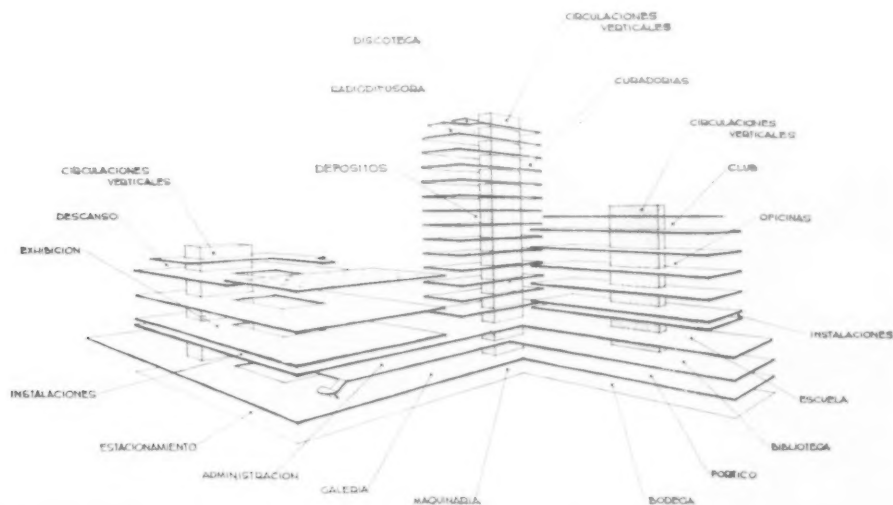 CIRCULACIONES
VERTICALES
DISCOTECA
RADIODIFUSORA
CURADORIAS
CIRCULACIONES
VERTICALES
CIRCULACIONES
VERTICALES
DEPOSITOS
CLUB
DESCANSO
OFICINAS
EXHIBICION
INSTALACIONES
INSTALACIONES
ESCUELA
ESTACIONAMIENTO
BIBLIOTECA
ADMINISTRACION
PORTICO
GALERIA
MAQUINARIA
BODEGA